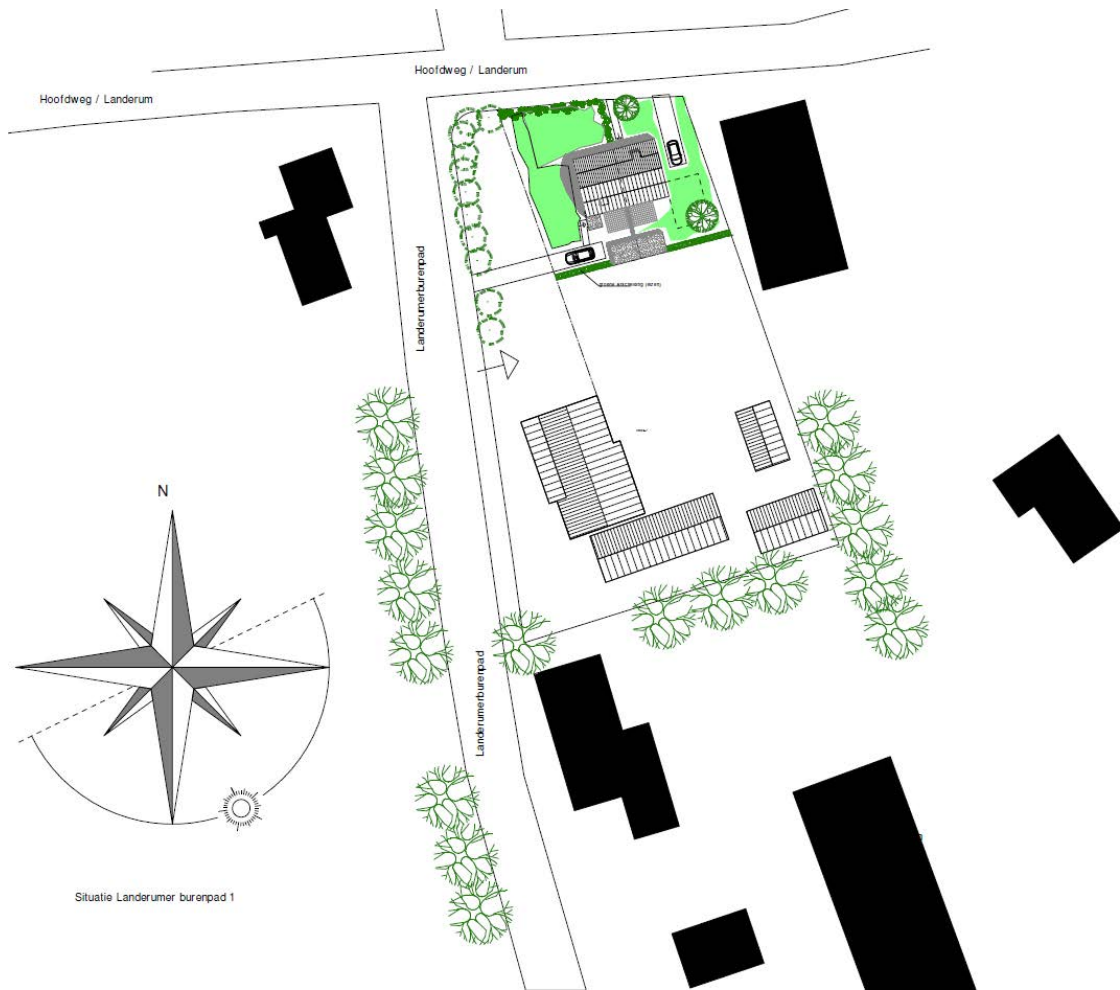 Hoofdweg / Landerum
Hoofdweg / Landerum
Landerumerburenpad
N
Landerumerburenpad
Situatie Landerumer burenpad 1